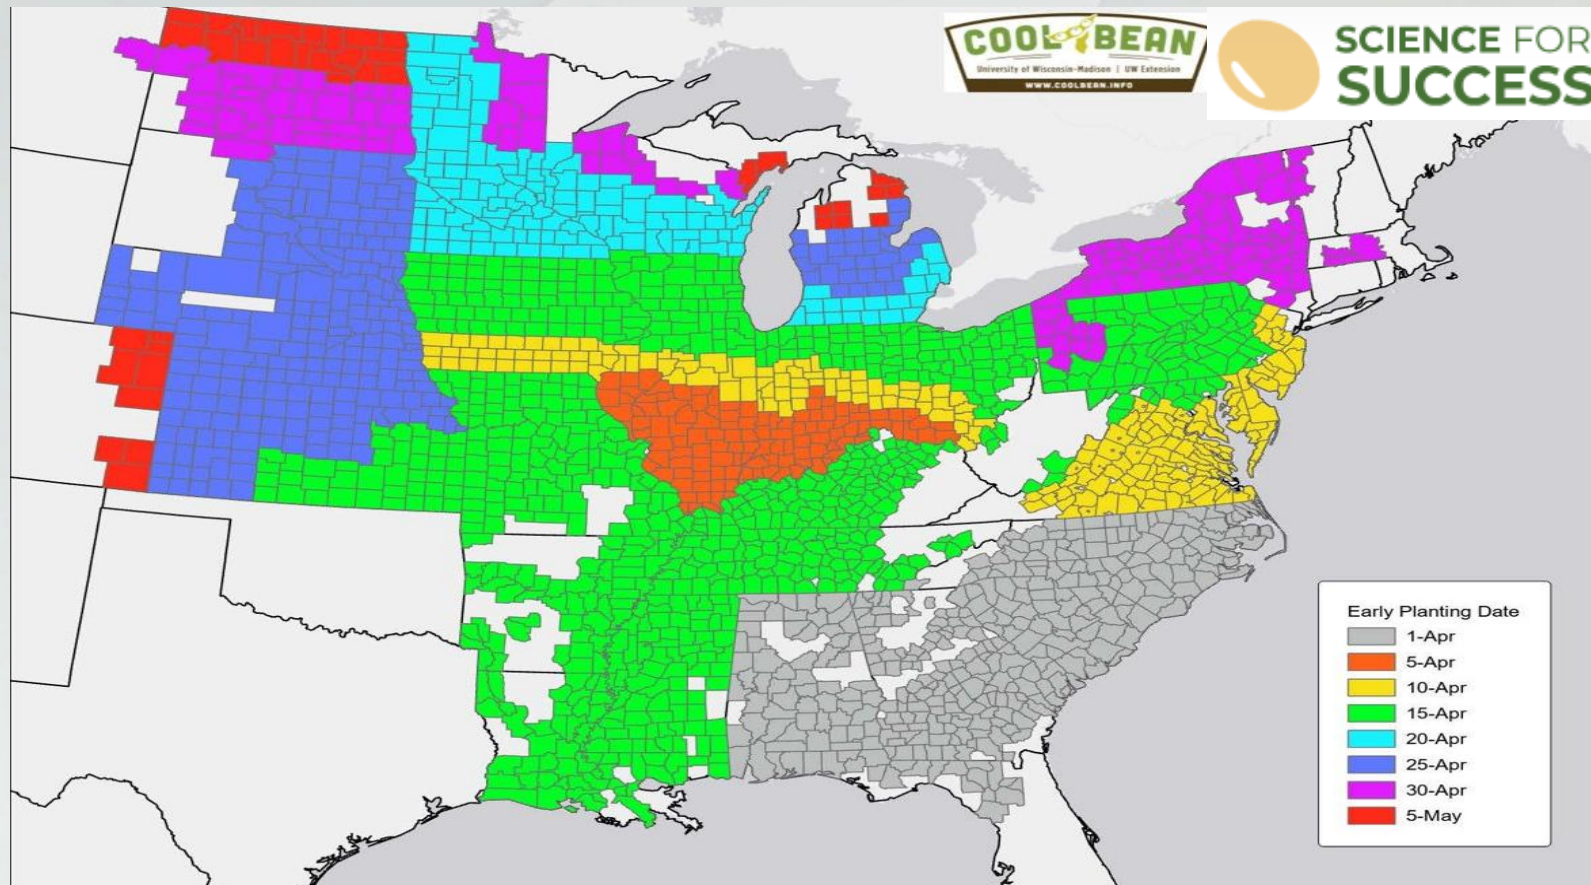 COOL BEAN
University of Wisconsin-Madison | UW Extension
WWW.COOLBEAN.INFO
SCIENCE FOR
SUCCESS
Early Planting Date
1-Apr
5-Apr
10-Apr
15-Apr
20-Apr
25-Apr
30-Apr
5-May